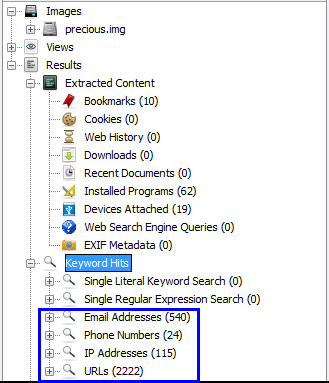 Images
precious.img
Views
Results
Extracted Content
Bookmarks (10)
Cookies (0)
Web History (0)
Downloads (0)
Recent Documents (0)
Installed Programs (62)
Devices Attached (19)
Web Search Engine Queries (0)
EXIF Metadata (0)
Keyword Hits
Single Literal Keyword Search (0)
Single Regular Expression Search (0)
Email Addresses (540)
Phone Numbers (24)
IP Addresses (115)
URLs (2222)